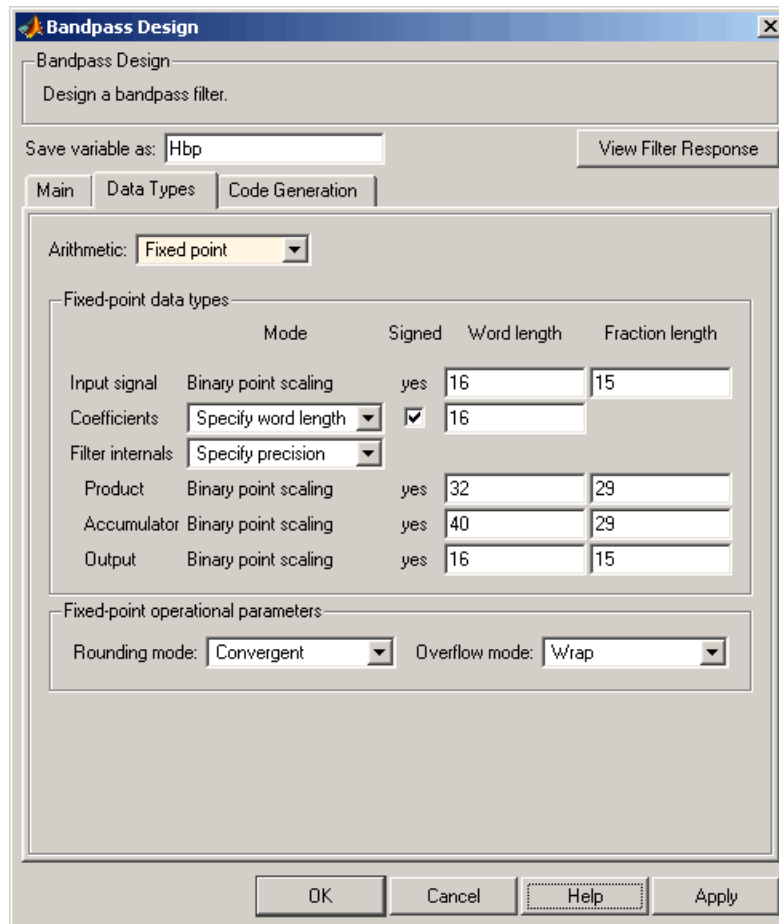 Bandpass Design
Bandpass Design
Design a bandpass filter.
Save variable as: Hbp View Filter Response
Main Data Types Code Generation
Arithmetic: Fixed point
Fixed-point data types
Mode Signed Word length Fraction length
Input signal Binary point scaling yes 16 15
Coefficients Specify word length 16
Filter internals Specify precision
Product Binary point scaling yes 32 29
Accumulator Binary point scaling yes 40 29
Output Binary point scaling yes 16 15
Fixed-point operational parameters
Rounding mode: Convergent Overflow mode: Wrap
OK Cancel Help Apply